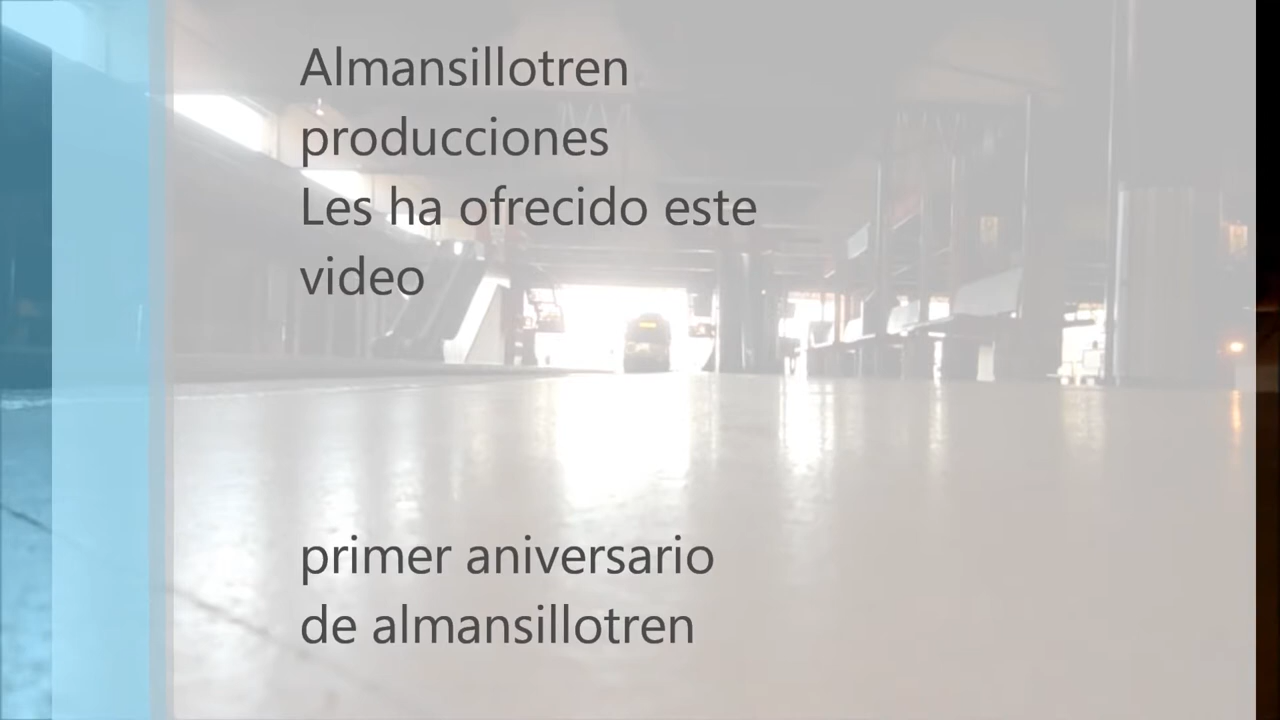 Almansillotren
producciones
Les ha ofrecido este
video
primer aniversario
de almansillotren